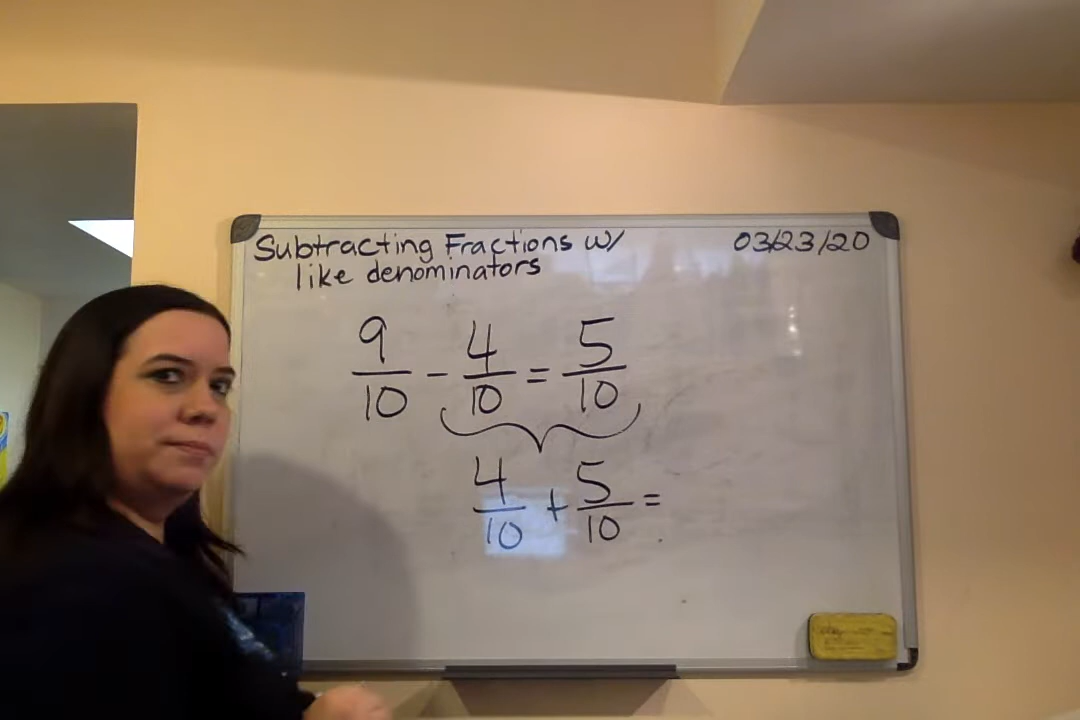 Subtracting Fractions w/ 03/23/20
like denominators
9/10 - 4/10 = 5/10
4/10 + 5/10 =